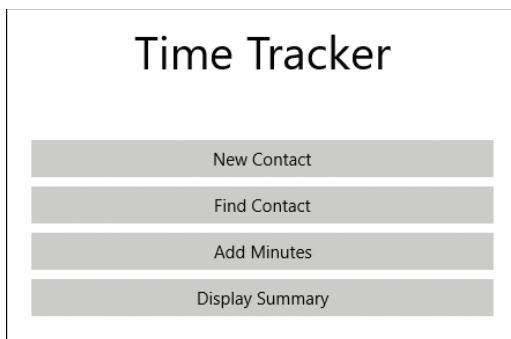 Time Tracker
New Contact
Find Contact
Add Minutes
Display Summary